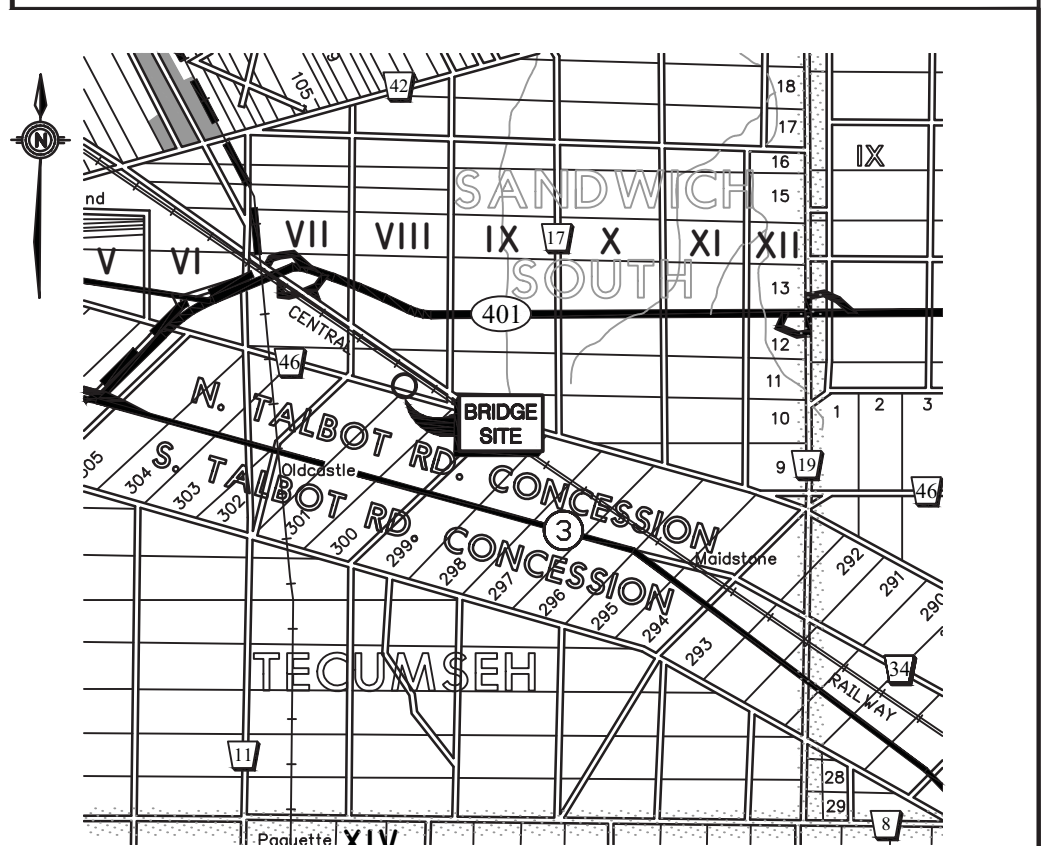 42
105
18
17
N
16
IX
SANDWICH
15
nd
VII
VIII
IX
17
X
XI
XII
V
VI
SOUTH
13
401
CENTRAL
12
46
11
N. TALBOT RD. CONCESSION
BRIDGE
SITE
10
1
2
3
S. TALBOT RD CONCESSION
9
19
46
Oldcastle
304
303
302
301
300
299
298
297
296
295
294
293
3
Maidstone
292
291
290
TECUMSEH
34
RAILWAY
11
28
29
8
Paquette
XIV